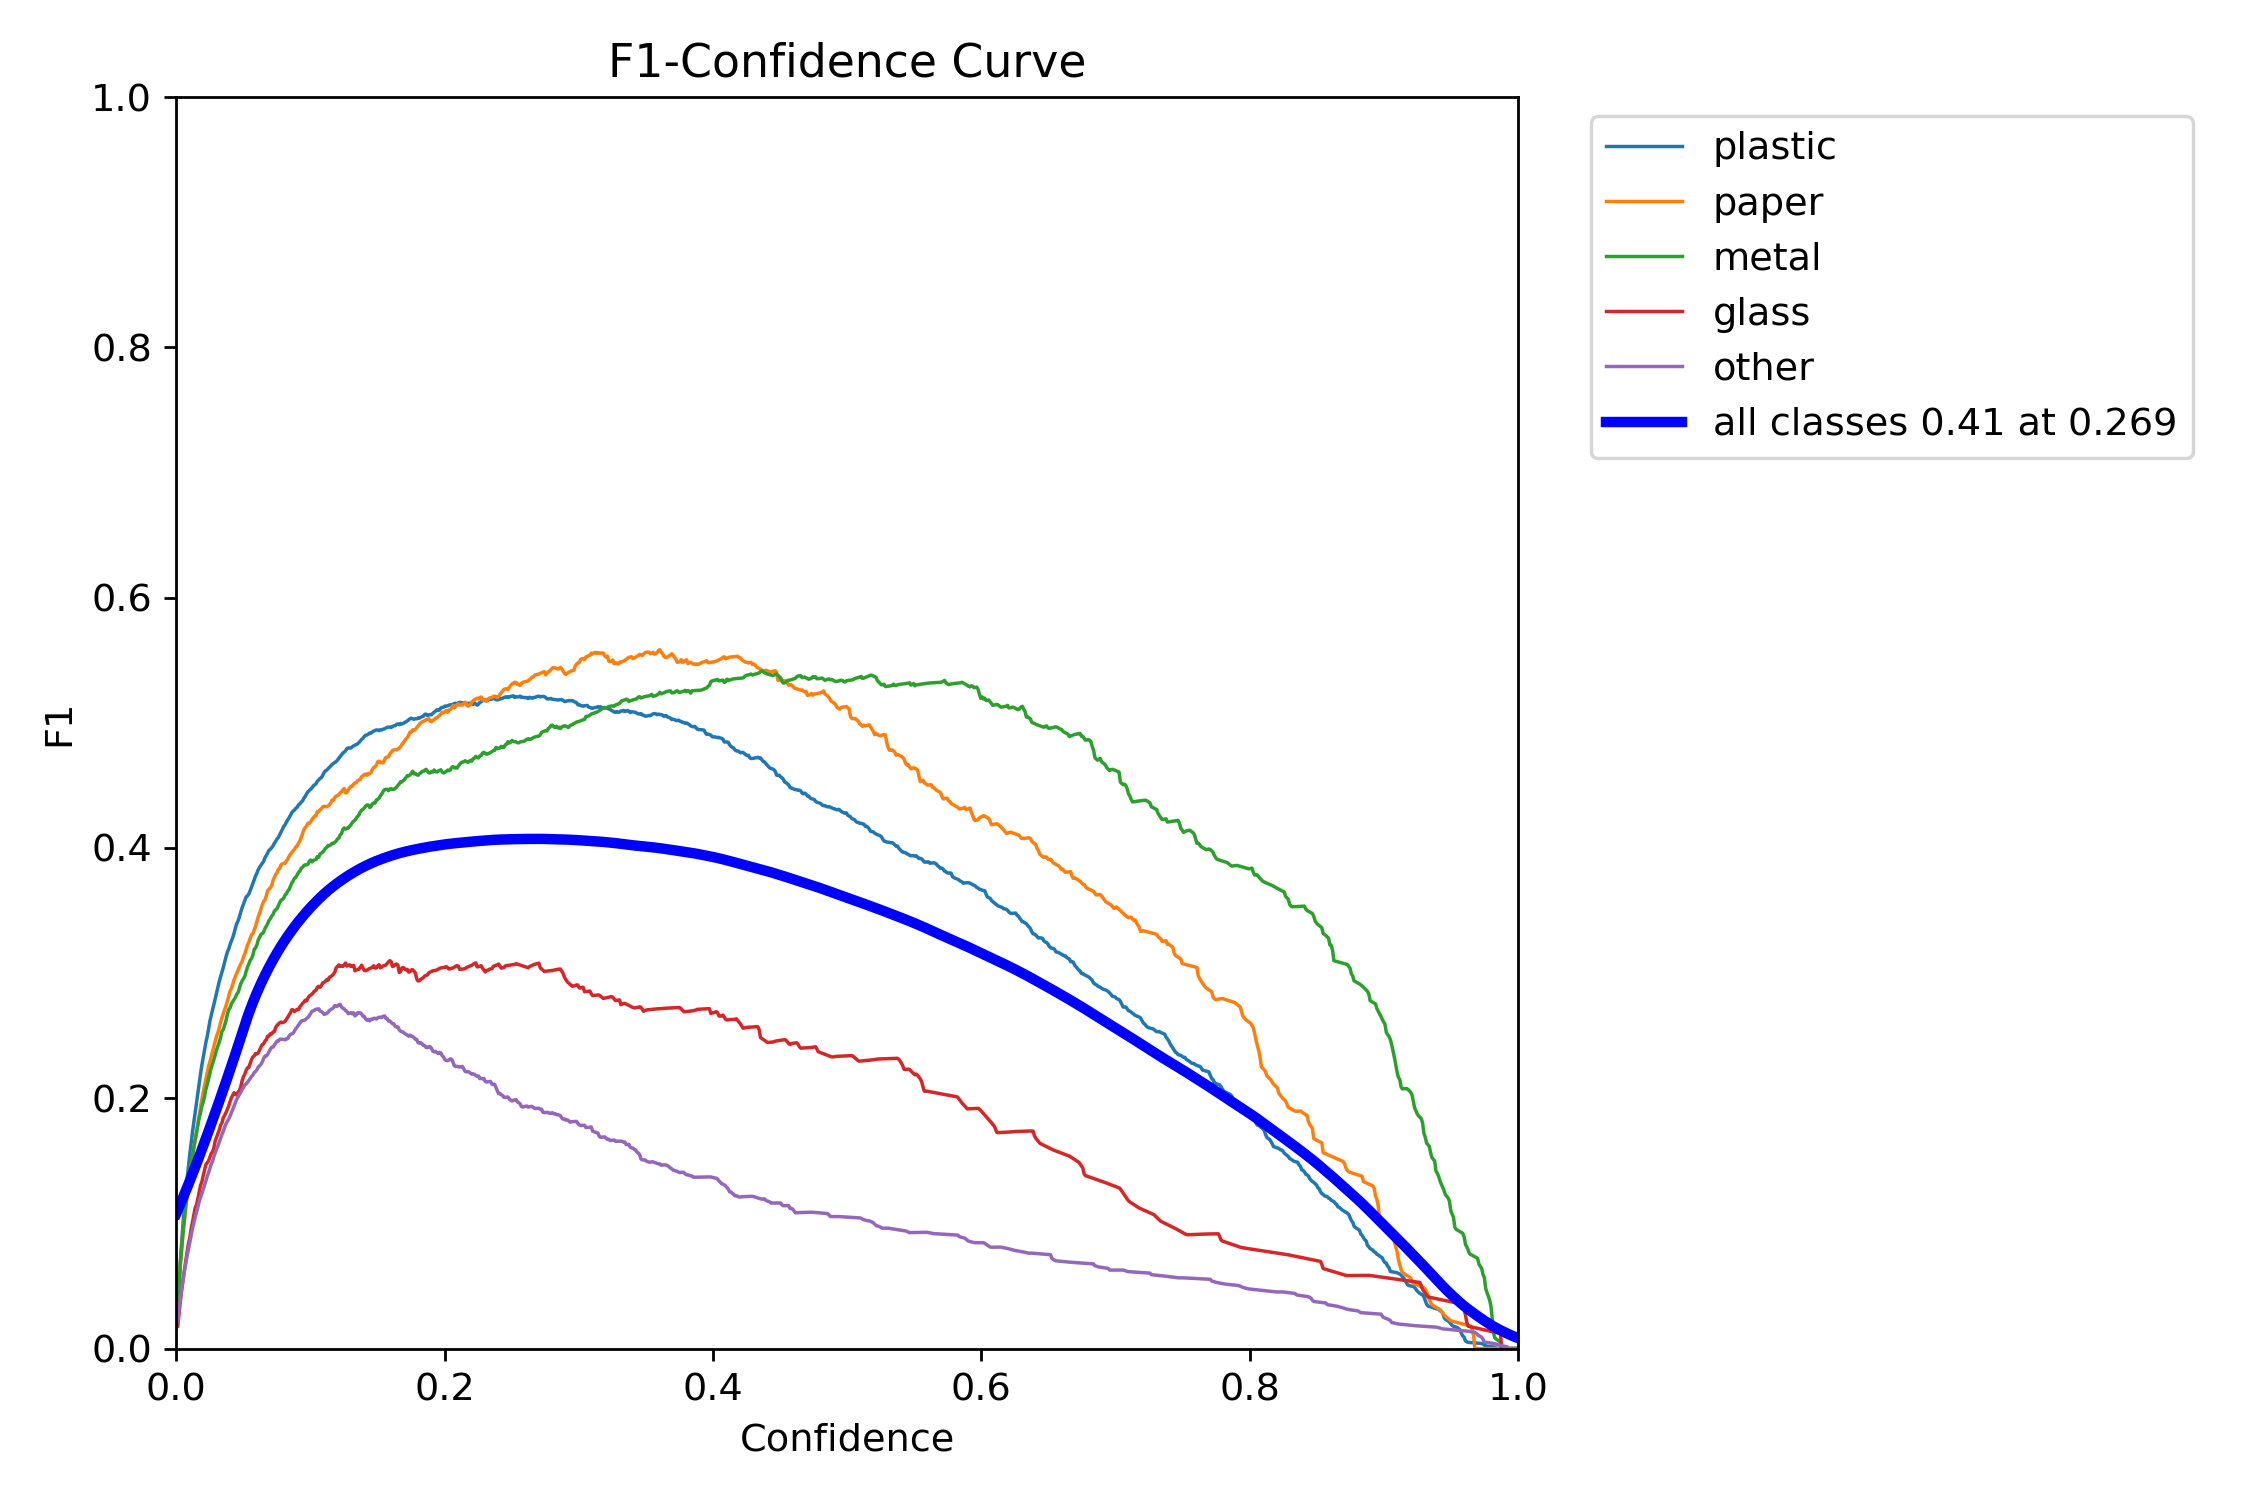 F1-Confidence Curve
1.0
0.8
0.6
0.4
0.2
0.0
F1
0.0 0.2 0.4 0.6 0.8 1.0
Confidence
plastic
paper
metal
glass
other
all classes 0.41 at 0.269